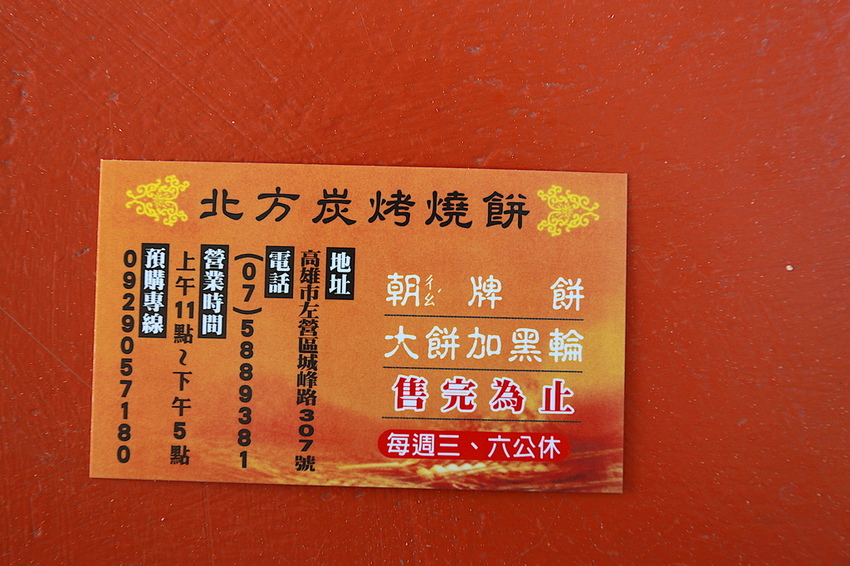 北方炭烤燒餅
朝ㄔㄠˊ牌餅
大餅加黑輪
售完為止
每週三、六公休
地址
高雄市左營區城峰路307號
電話
(07)5889381
營業時間
上午11點~下午5點
預購專線
0929057180